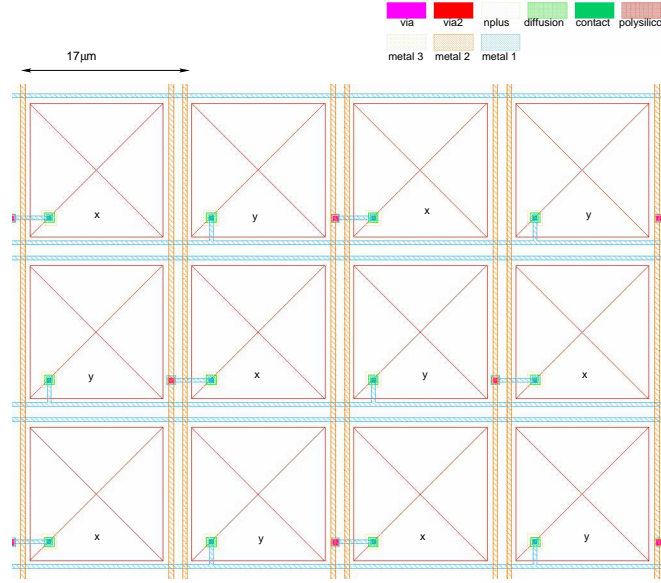 via via2 nplus diffusion contact polysilico
metal 3 metal 2 metal 1
17μm
x y x y
y x y x
x y x y